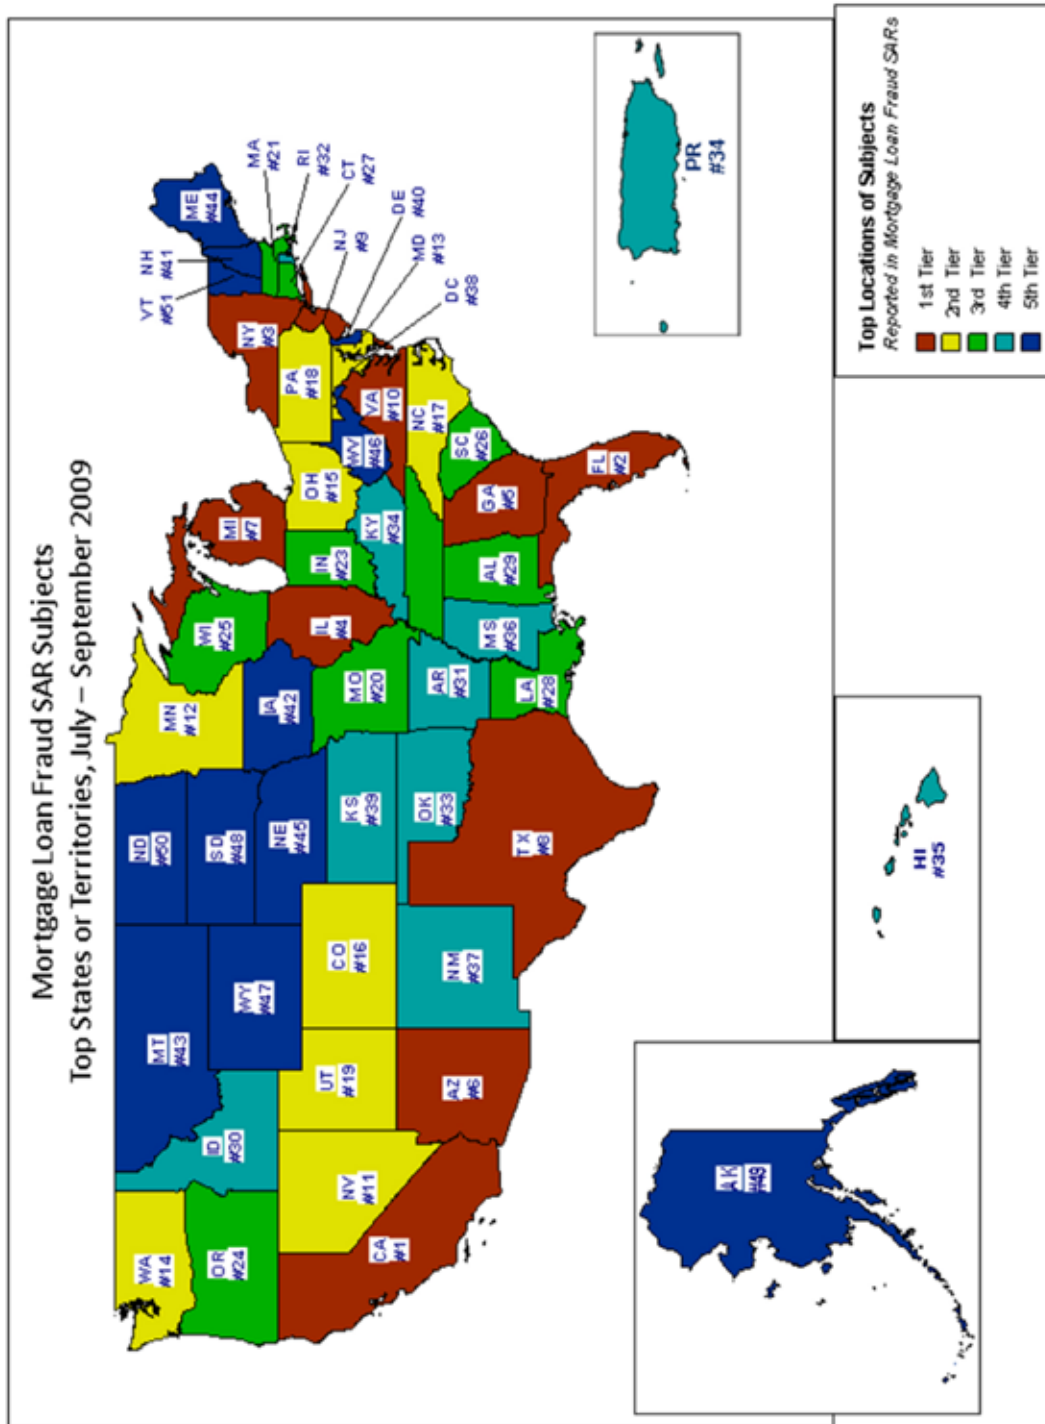 Mortgage Loan Fraud SAR Subjects
Top States or Territories, July – September 2009
WA
#14
OR
#24
CA
#1
NV
#11
ID
#30
MT
#43
WY
#47
UT
#19
AZ
#6
CO
#16
NM
#37
ND
#50
SD
#48
NE
#45
KS
#39
OK
#33
TX
#8
MN
#12
IA
#42
MO
#20
AR
#31
LA
#28
WI
#25
IL
#4
MS
#36
MI
#7
IN
#23
KY
#34
AL
#29
OH
#15
WV
#46
GA
#5
FL
#2
SC
#26
NC
#17
VA
#10
PA
#18
NY
#3
VT
#51
NH
#41
ME
#44
MA
#21
RI
#32
CT
#27
NJ
#9
DE
#40
MD
#13
DC
#38
AK
#49
HI
#35
PR
#34
Top Locations of Subjects
Reported in Mortgage Loan Fraud SARs
1st Tier
2nd Tier
3rd Tier
4th Tier
5th Tier